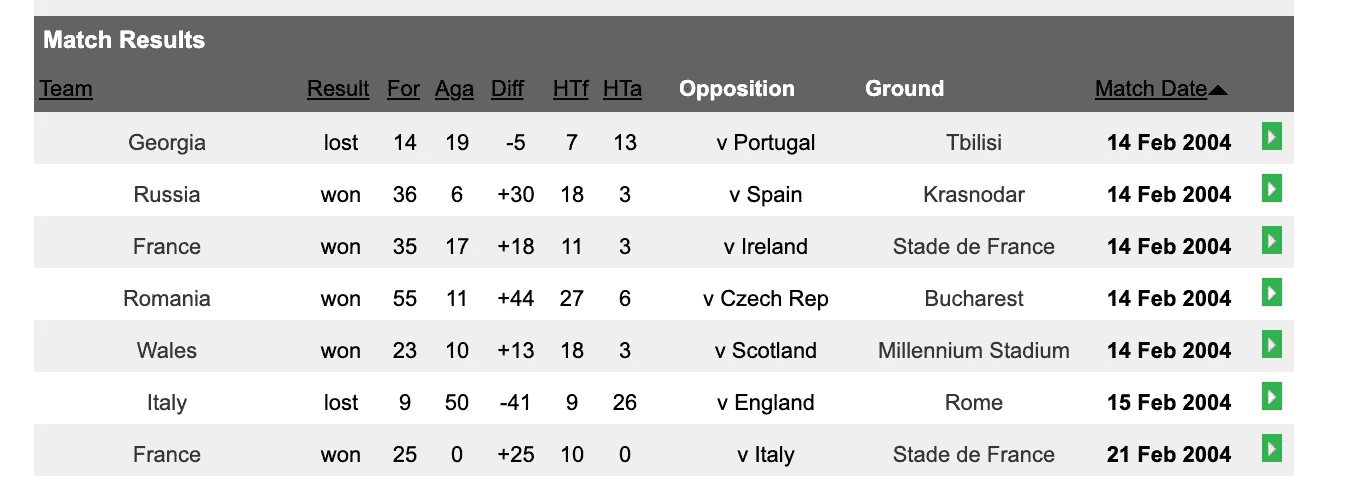 Match Results
Team Result For Aga Diff HTf HTa Opposition Ground Match Date▲
Georgia lost 14 19 -5 7 13 v Portugal Tbilisi 14 Feb 2004
Russia won 36 6 +30 18 3 v Spain Krasnodar 14 Feb 2004
France won 35 17 +18 11 3 v Ireland Stade de France 14 Feb 2004
Romania won 55 11 +44 27 6 v Czech Rep Bucharest 14 Feb 2004
Wales won 23 10 +13 18 3 v Scotland Millennium Stadium 14 Feb 2004
Italy lost 9 50 -41 9 26 v England Rome 15 Feb 2004
France won 25 0 +25 10 0 v Italy Stade de France 21 Feb 2004